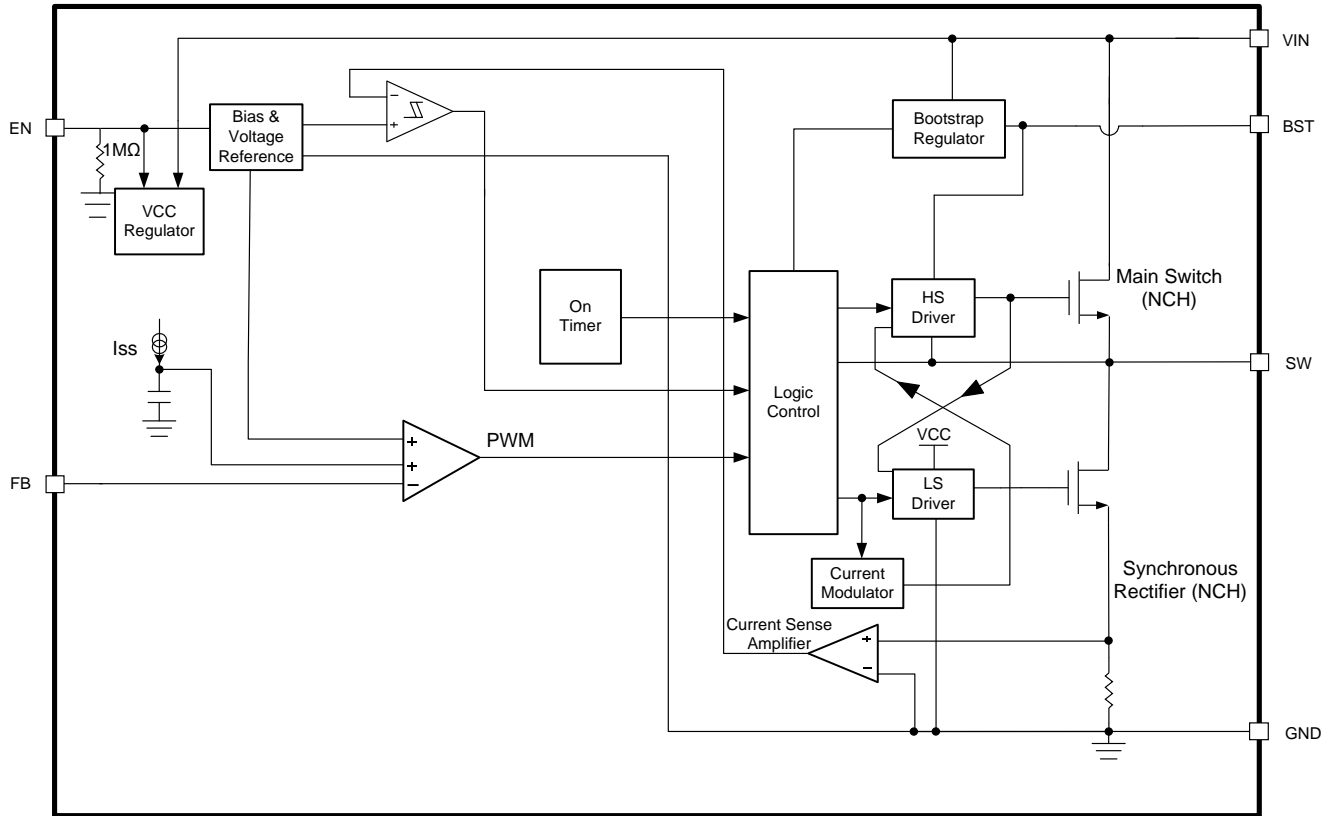 VIN
EN
Bias &
Voltage
Reference
-
+
Bootstrap
Regulator
BST
1MΩ
VCC
Regulator
On
Timer
HS
Driver
Main Switch
(NCH)
Iss
Logic
Control
SW
+
+
-
PWM
VCC
FB
LS
Driver
Current
Modulator
Synchronous
Rectifier (NCH)
Current Sense
Amplifier
+
-
GND